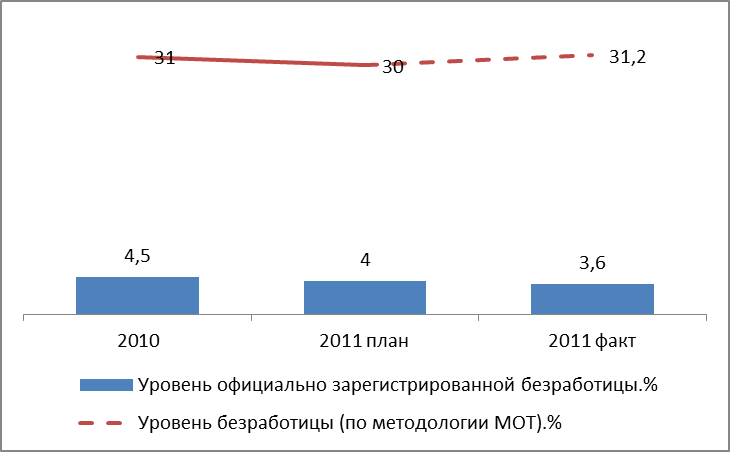 31
30
31,2
4,5
4
3,6
2010
2011 план
2011 факт
Уровень официально зарегистрированной безработицы.%
Уровень безработицы (по методологии МОТ).%